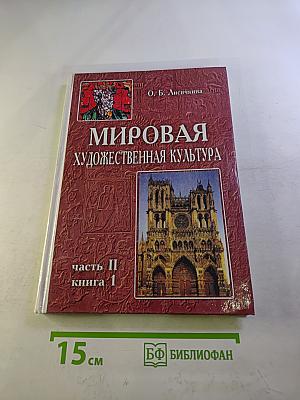 О. Б. Лисичкина
МИРОВАЯ
ХУДОЖЕСТВЕННАЯ КУЛЬТУРА
часть II
книга 1
15 см
БФ БИБЛИОФАН